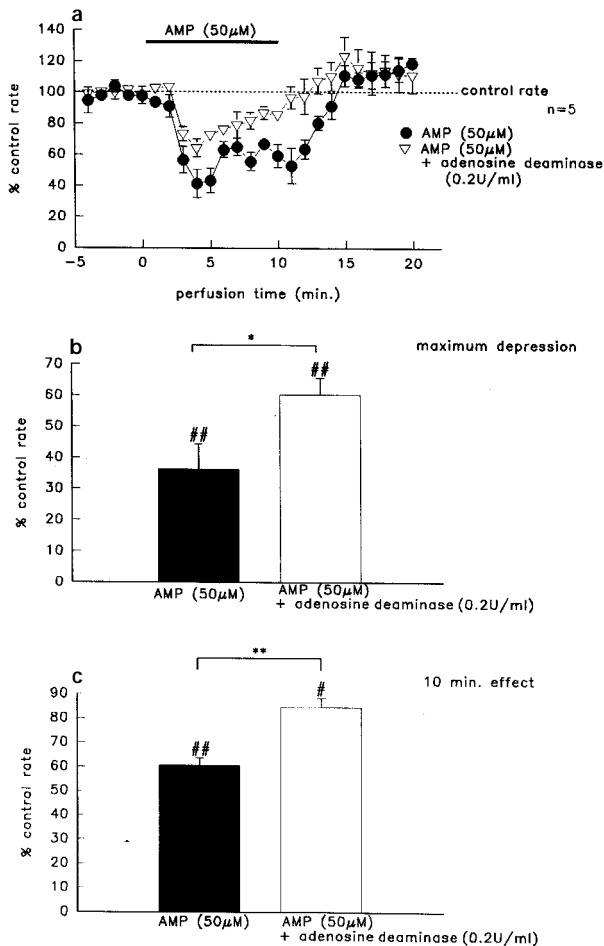 a
AMP (50μM)
140
120
100
80
60
40
20
0
% control rate
-5
0
5
10
15
20
perfusion time (min.)
control rate
n=5
AMP (50μM)
AMP (50μM)
+ adenosine deaminase
(0.2U/ml)
b
*
maximum depression
70
60
50
40
30
20
10
0
% control rate
##
##
AMP (50μM)
AMP (50μM)
+ adenosine deaminase (0.2U/ml)
c
**
10 min. effect
90
80
70
60
50
40
30
20
10
0
% control rate
##
#
AMP (50μM)
AMP (50μM)
+ adenosine deaminase (0.2U/ml)